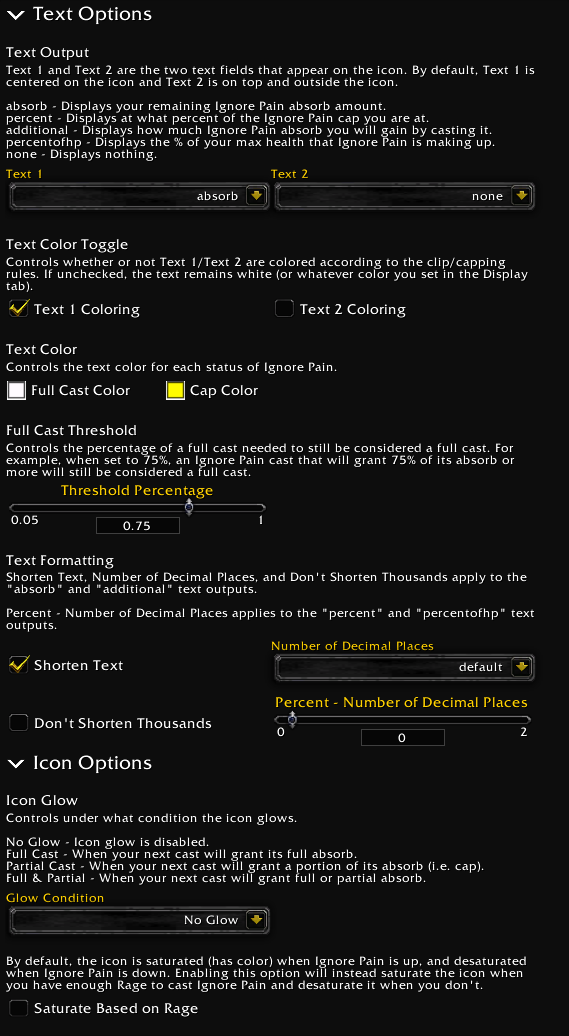 Text Options
Text Output
Text 1 and Text 2 are the two text fields that appear on the icon. By default, Text 1 is
centered on the icon and Text 2 is on top and outside the icon.
absorb - Displays your remaining Ignore Pain absorb amount.
percent - Displays at what percent of the Ignore Pain cap you are at.
additional - Displays how much Ignore Pain absorb you will gain by casting it.
percentofhp - Displays the % of your max health that Ignore Pain is making up.
none - Displays nothing.
Text 1 Text 2
absorb none
Text Color Toggle
Controls whether or not Text 1/Text 2 are colored according to the clip/capping
rules. If unchecked, the text remains white (or whatever color you set in the Display
tab).
Text 1 Coloring Text 2 Coloring
Text Color
Controls the text color for each status of Ignore Pain.
Full Cast Color Cap Color
Full Cast Threshold
Controls the percentage of a full cast needed to still be considered a full cast. For
example, when set to 75%, an Ignore Pain cast that will grant 75% of its absorb or
more will still be considered a full cast.
Threshold Percentage
0.05 0.75 1
Text Formatting
Shorten Text, Number of Decimal Places, and Don't Shorten Thousands apply to the
"absorb" and "additional" text outputs.
Percent - Number of Decimal Places applies to the "percent" and "percentofhp" text
outputs.
Number of Decimal Places
Shorten Text default
Percent - Number of Decimal Places
Don't Shorten Thousands
0 0 2
Icon Options
Icon Glow
Controls under what condition the icon glows.
No Glow - Icon glow is disabled.
Full Cast - When your next cast will grant its full absorb.
Partial Cast - When your next cast will grant a portion of its absorb (i.e. cap).
Full & Partial - When your next cast will grant full or partial absorb.
Glow Condition
No Glow
By default, the icon is saturated (has color) when Ignore Pain is up, and desaturated
when Ignore Pain is down. Enabling this option will instead saturate the icon when
you have enough Rage to cast Ignore Pain and desaturate it when you don't.
Saturate Based on Rage